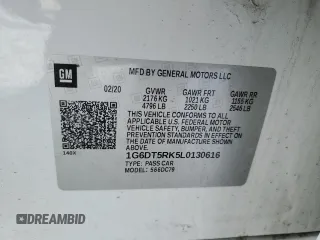 GM
MFD BY GENERAL MOTORS LLC
02/20 GVWR GAWR FRT GAWR RR
2176 KG 1021 KG 1155 KG
4796 LB 2250 LB 2546 LB
THIS VEHICLE CONFORMS TO ALL
APPLICABLE U.S. FEDERAL MOTOR
VEHICLE SAFETY, BUMPER, AND THEFT
PREVENTION STANDARDS IN EFFECT ON
THE DATE OF MANUFACTURE SHOWN
ABOVE.
1G6DT5RK5L0130616
TYPE: PASS CAR
MODEL: 566DC79
140X
DREAMBID